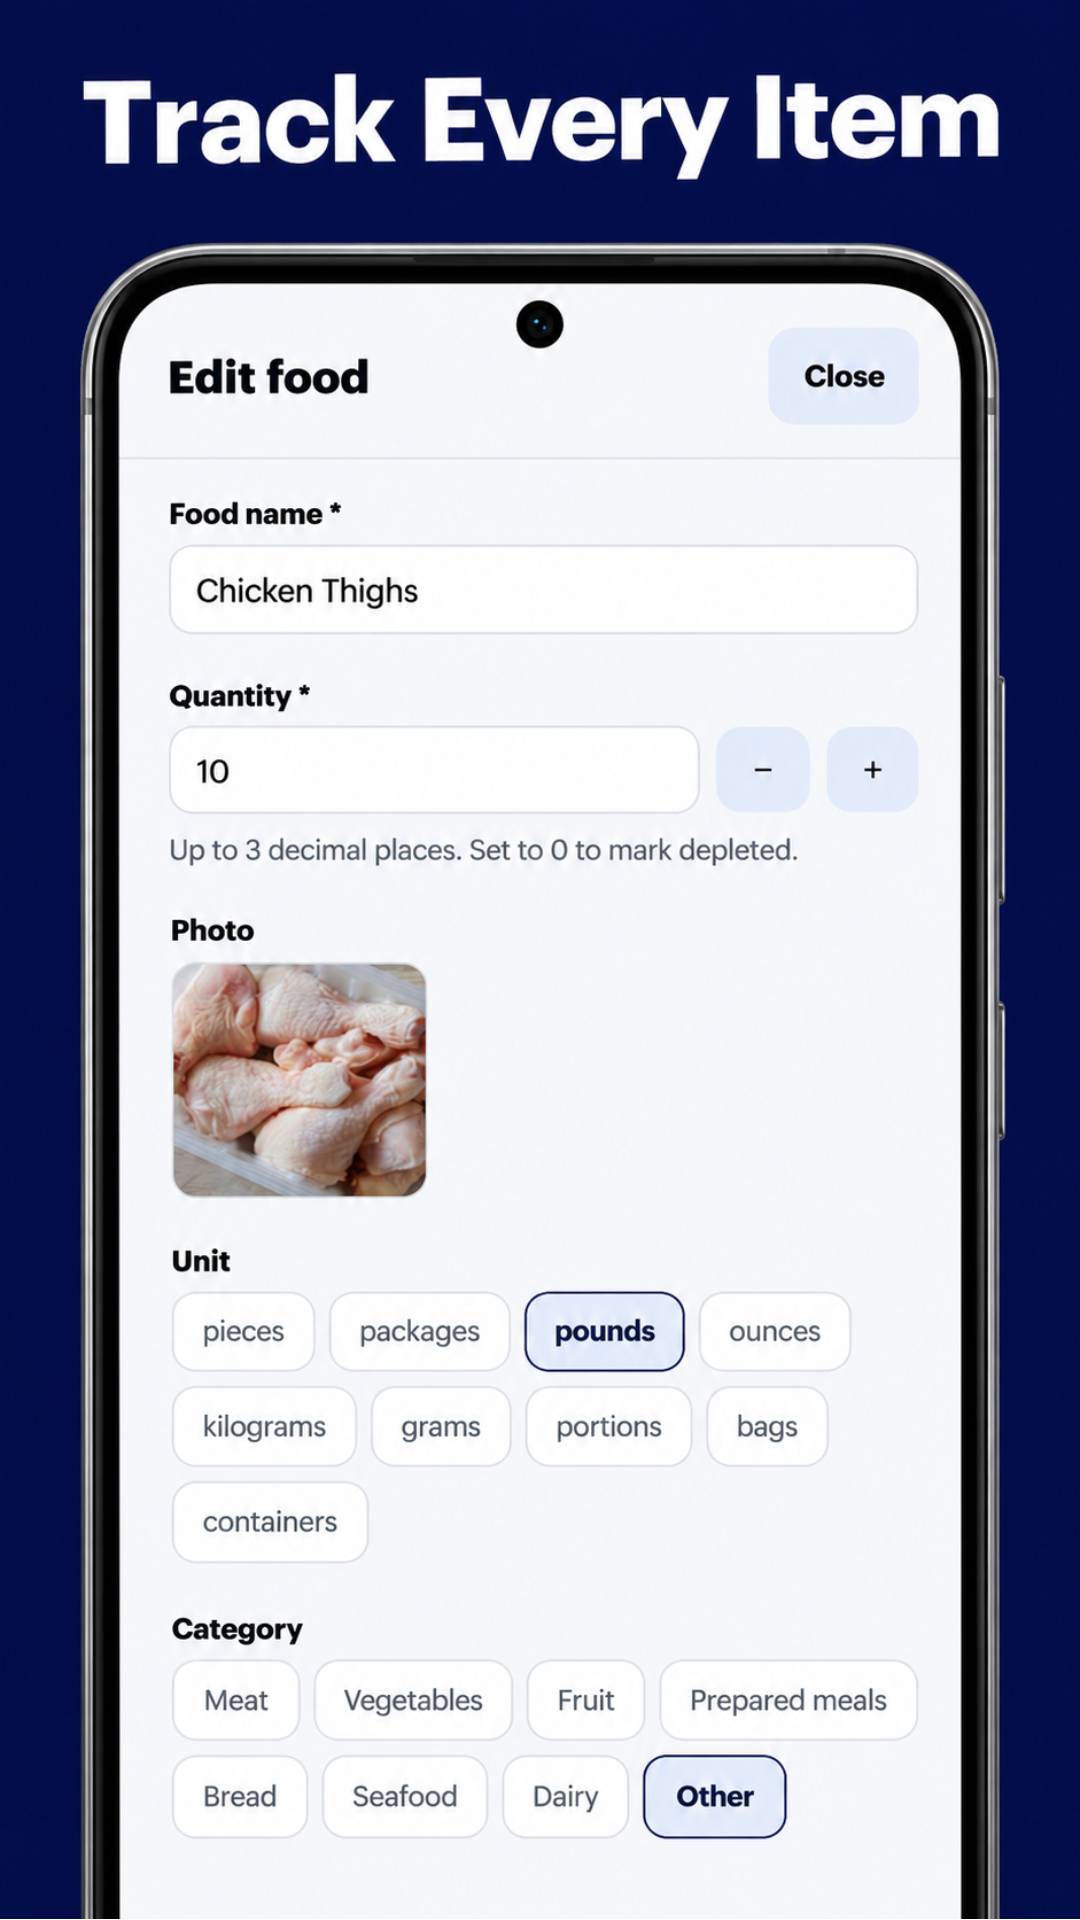 Track Every Item
Edit food
Close
Food name *
Chicken Thighs
Quantity *
10
−
+
Up to 3 decimal places. Set to 0 to mark depleted.
Photo
Unit
pieces
packages
pounds
ounces
kilograms
grams
portions
bags
containers
Category
Meat
Vegetables
Fruit
Prepared meals
Bread
Seafood
Dairy
Other